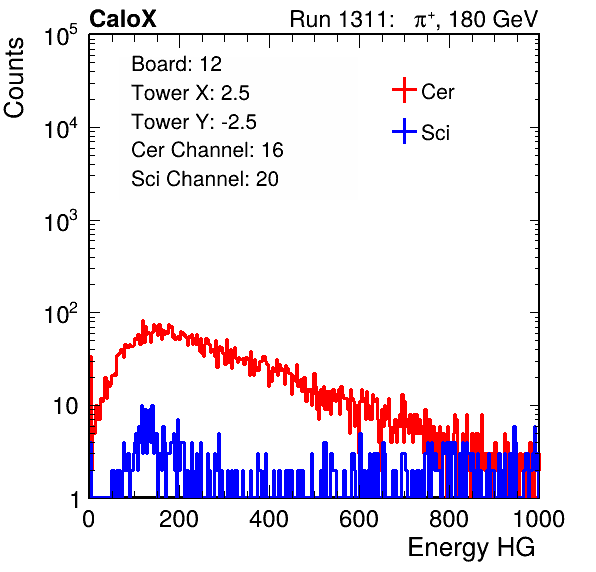 CaloX Run 1311: π⁺, 180 GeV
Counts
10⁵
10⁴
10³
10²
10
1
Board: 12
Tower X: 2.5
Tower Y: -2.5
Cer Channel: 16
Sci Channel: 20
Cer
Sci
0 200 400 600 800 1000
Energy HG